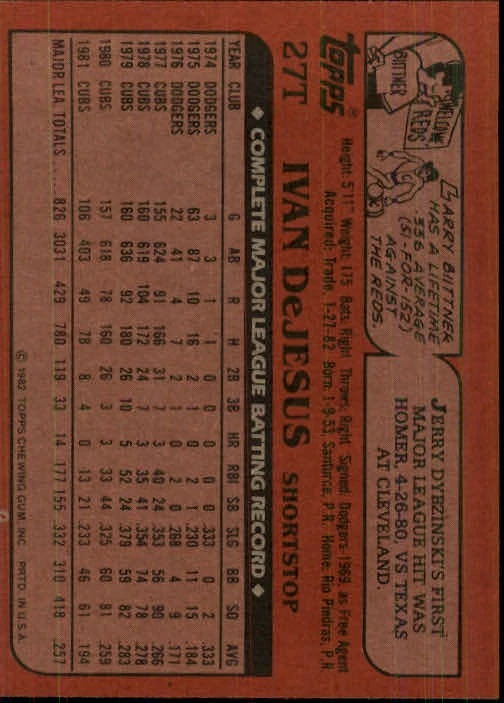 WELCOME
REDS
BITTNER
LARRY BIITTNER
HAS A LIFETIME
.336 AVERAGE
(51-FOR-152)
AGAINST
THE REDS.
JERRY DYBZINSKI'S FIRST
MAJOR LEAGUE HIT WAS
HOMER, 4-26-80, VS TEXAS
AT CLEVELAND.
topps®
27T IVAN DeJESUS SHORTSTOP
Height: 5'11" Weight: 175 Bats: Right Throws: Right Signed: Dodgers-1969, as Free Agent
Acquired: Trade, 1-27-82 Born: 1-9-53, Santurce, P.R. Home: Rio Piedras, P.R.
◆ COMPLETE MAJOR LEAGUE BATTING RECORD ◆
YEAR CLUB G AB R H 2B 3B HR RBI SB SLG BB SO AVG
1974 DODGERS 3 3 1 1 0 0 0 0 0 .333 0 2 .333
1975 DODGERS 63 87 10 16 2 1 0 2 1 .230 11 15 .184
1976 DODGERS 22 41 4 7 2 1 0 2 0 .268 4 9 .171
1977 CUBS 155 624 91 166 31 7 3 40 24 .353 56 90 .266
1978 CUBS 160 619 104 172 24 7 3 35 41 .354 74 78 .278
1979 CUBS 160 636 92 180 26 10 5 52 24 .379 59 82 .283
1980 CUBS 157 618 78 160 26 3 3 33 44 .325 60 81 .259
1981 CUBS 106 403 49 78 8 4 0 13 21 .233 46 61 .194
MAJOR LEA. TOTALS 826 3031 429 780 119 33 14 177 155 .332 310 418 .257
© 1982 TOPPS CHEWING GUM, INC. PRTD. IN U.S.A.